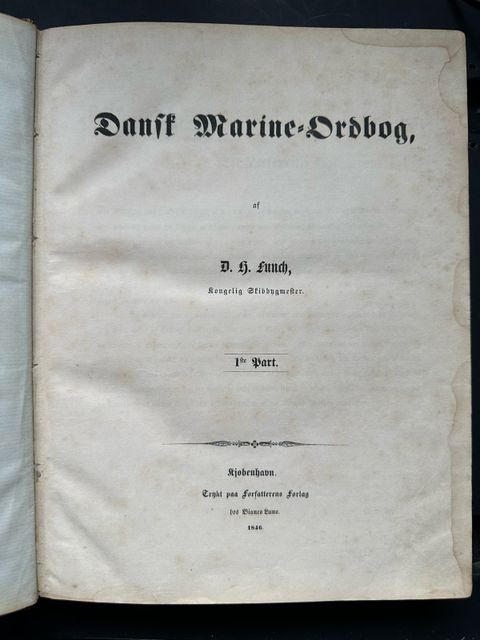 Dansk Marine-Ordbog,
af
D. H. Funch,
Kongelig Skibbygmester.
1ste Part.
Kjøbenhavn.
Trykt paa Forfatterens Forlag
hos Bianco Luno.
1846.